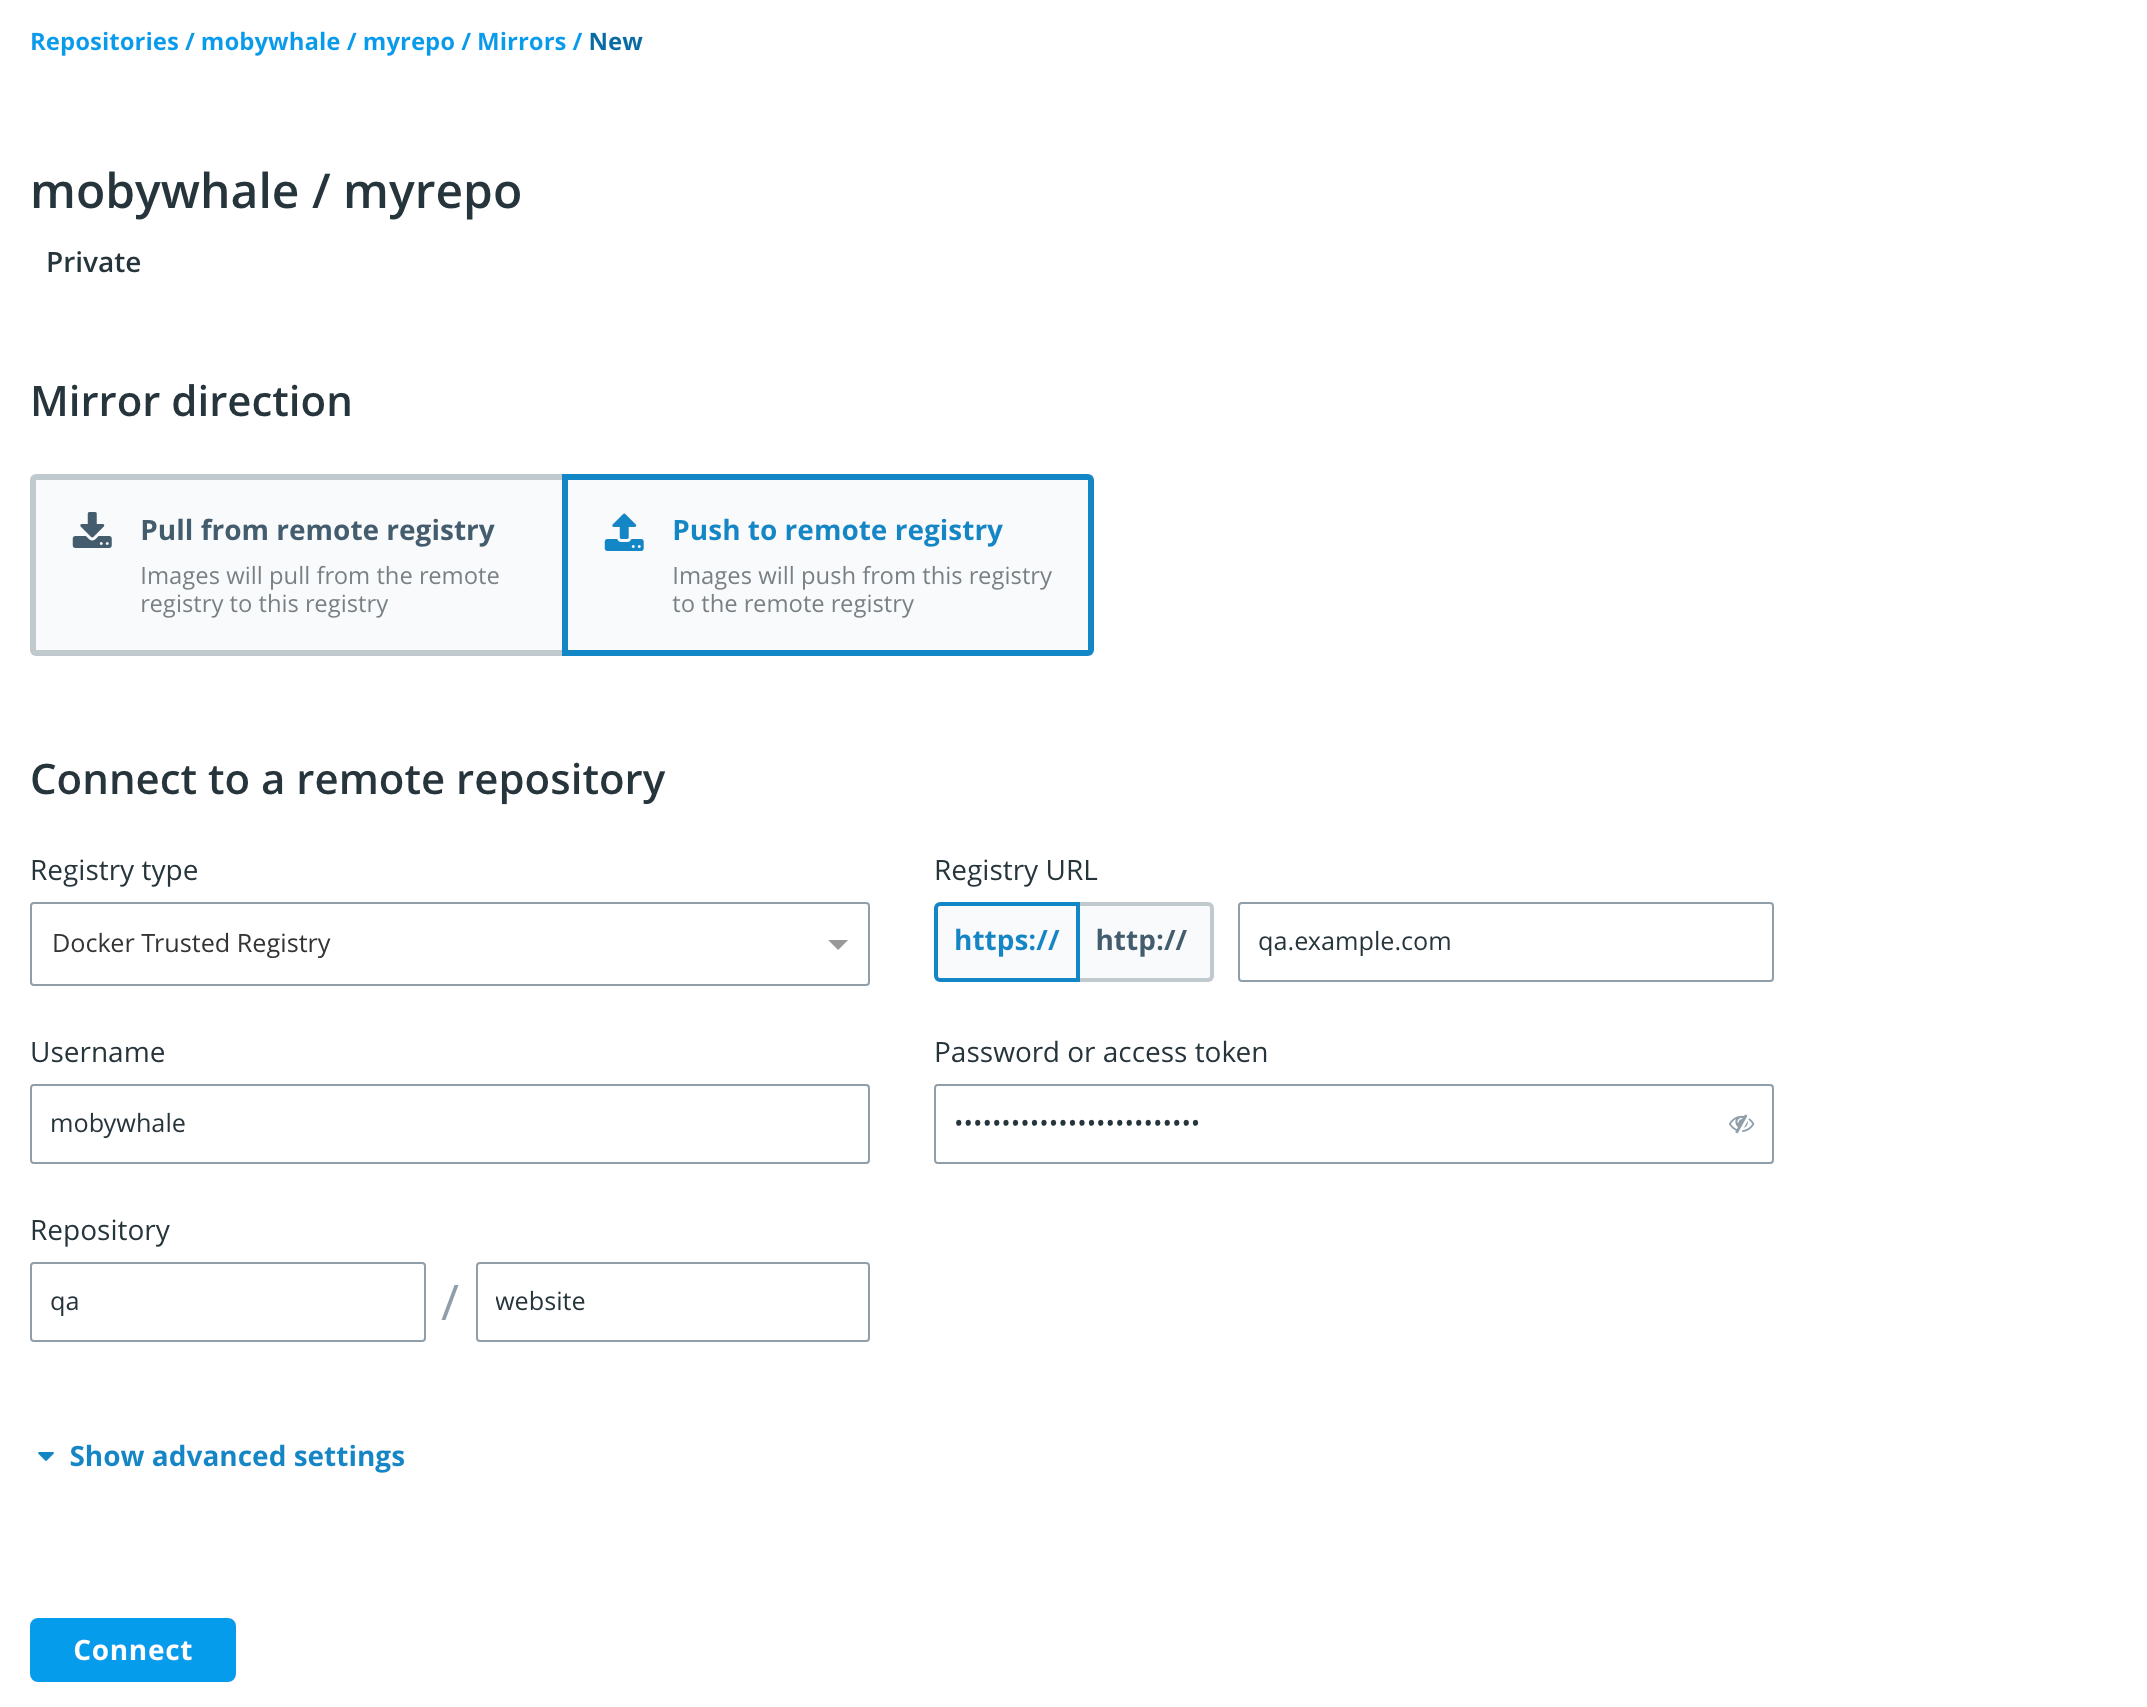 Repositories / mobywhale / myrepo / Mirrors / New
mobywhale / myrepo
Private
Mirror direction
Pull from remote registry
Images will pull from the remote
registry to this registry
Push to remote registry
Images will push from this registry
to the remote registry
Connect to a remote repository
Registry type
Docker Trusted Registry
Registry URL
https:// http:// qa.example.com
Username
mobywhale
Password or access token
••••••••••••••••••••••••••
Repository
qa / website
Show advanced settings
Connect